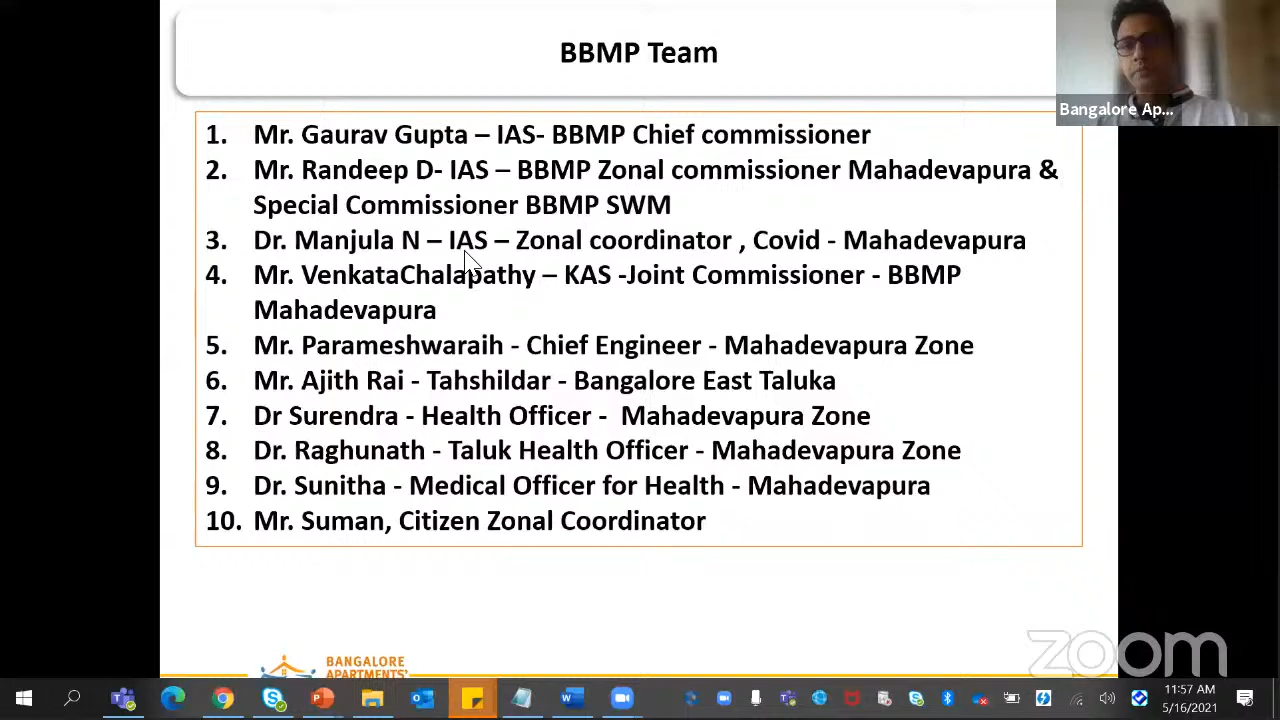 BBMP Team
Bangalore Ap...
1. Mr. Gaurav Gupta – IAS- BBMP Chief commissioner
2. Mr. Randeep D- IAS – BBMP Zonal commissioner Mahadevapura &
Special Commissioner BBMP SWM
3. Dr. Manjula N – IAS – Zonal coordinator , Covid - Mahadevapura
4. Mr. VenkataChalapathy – KAS -Joint Commissioner - BBMP
Mahadevapura
5. Mr. Parameshwaraih - Chief Engineer - Mahadevapura Zone
6. Mr. Ajith Rai - Tahshildar - Bangalore East Taluka
7. Dr Surendra - Health Officer - Mahadevapura Zone
8. Dr. Raghunath - Taluk Health Officer - Mahadevapura Zone
9. Dr. Sunitha - Medical Officer for Health - Mahadevapura
10. Mr. Suman, Citizen Zonal Coordinator
zoom
BANGALORE
APARTMENTS'
11:57 AM
5/16/2021